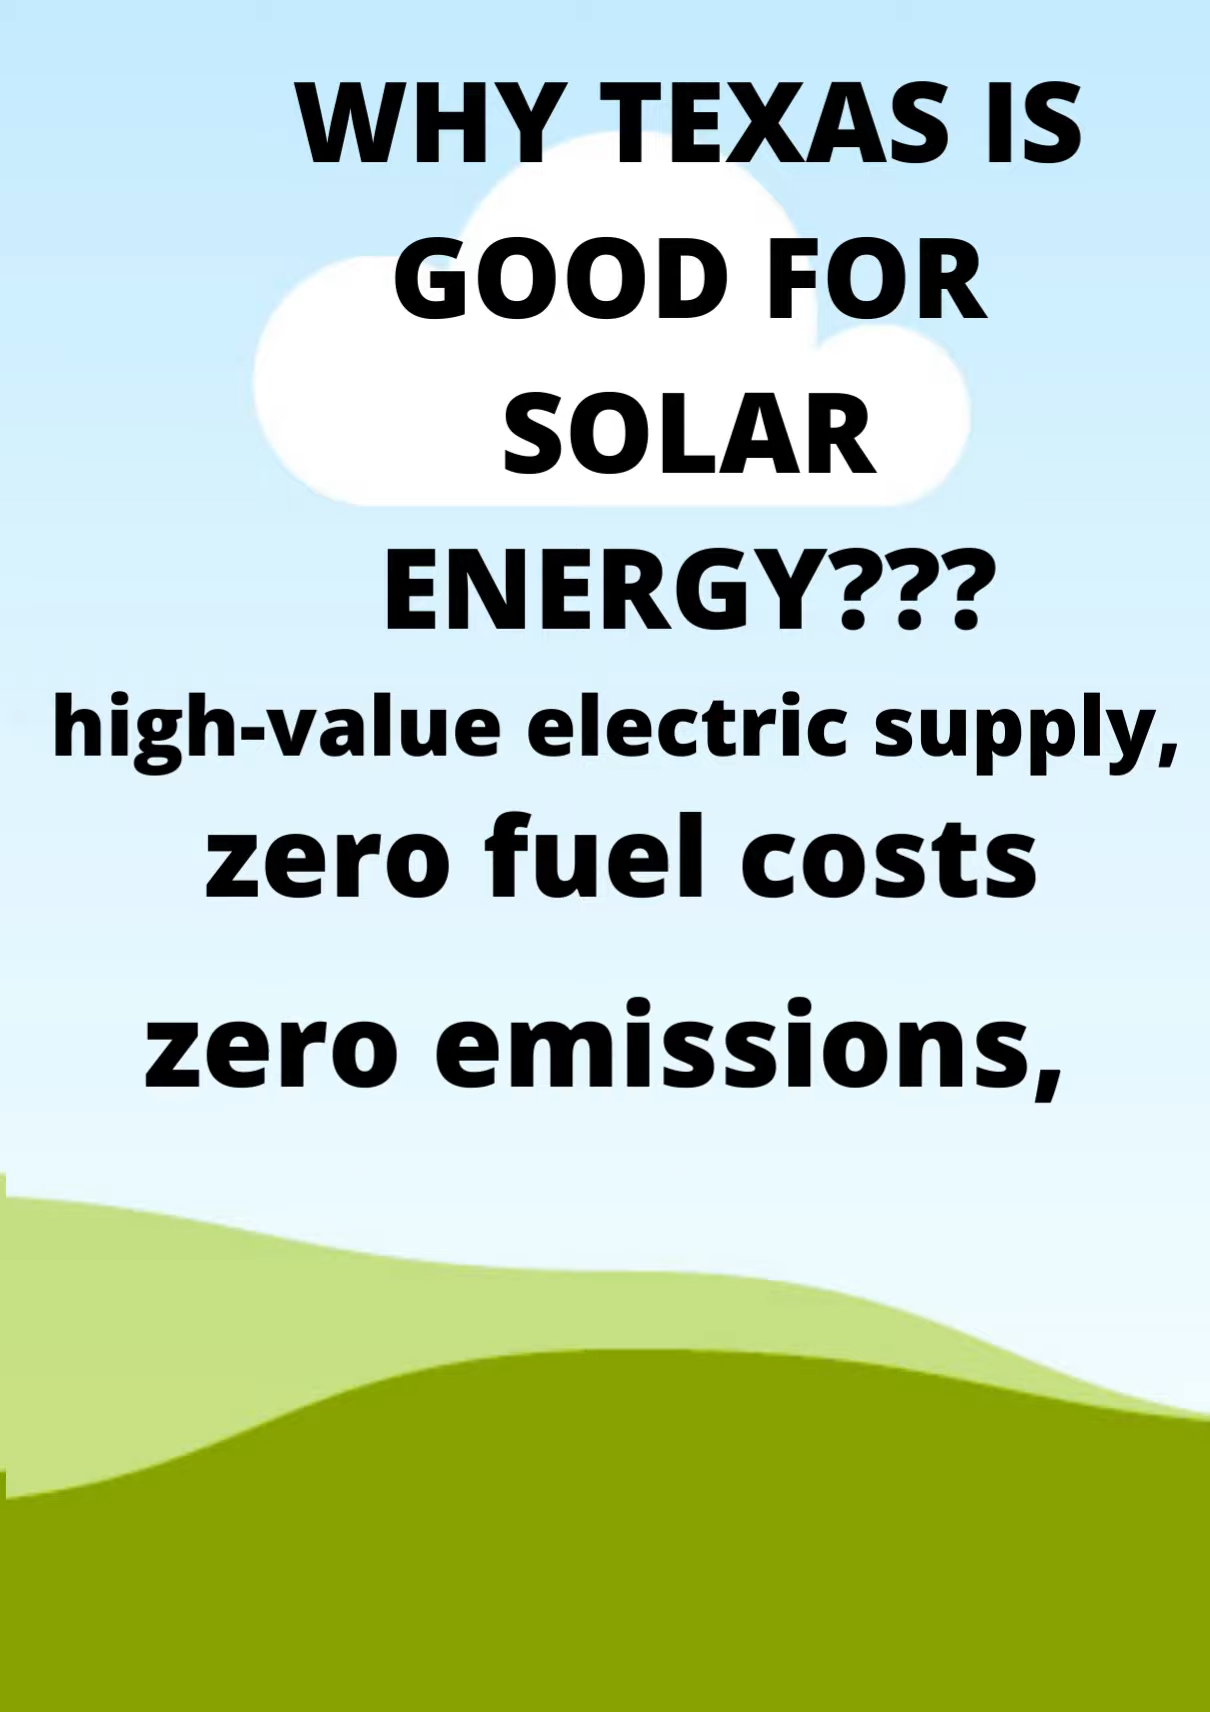 WHY TEXAS IS
GOOD FOR
SOLAR
ENERGY???
high-value electric supply,
zero fuel costs
zero emissions,